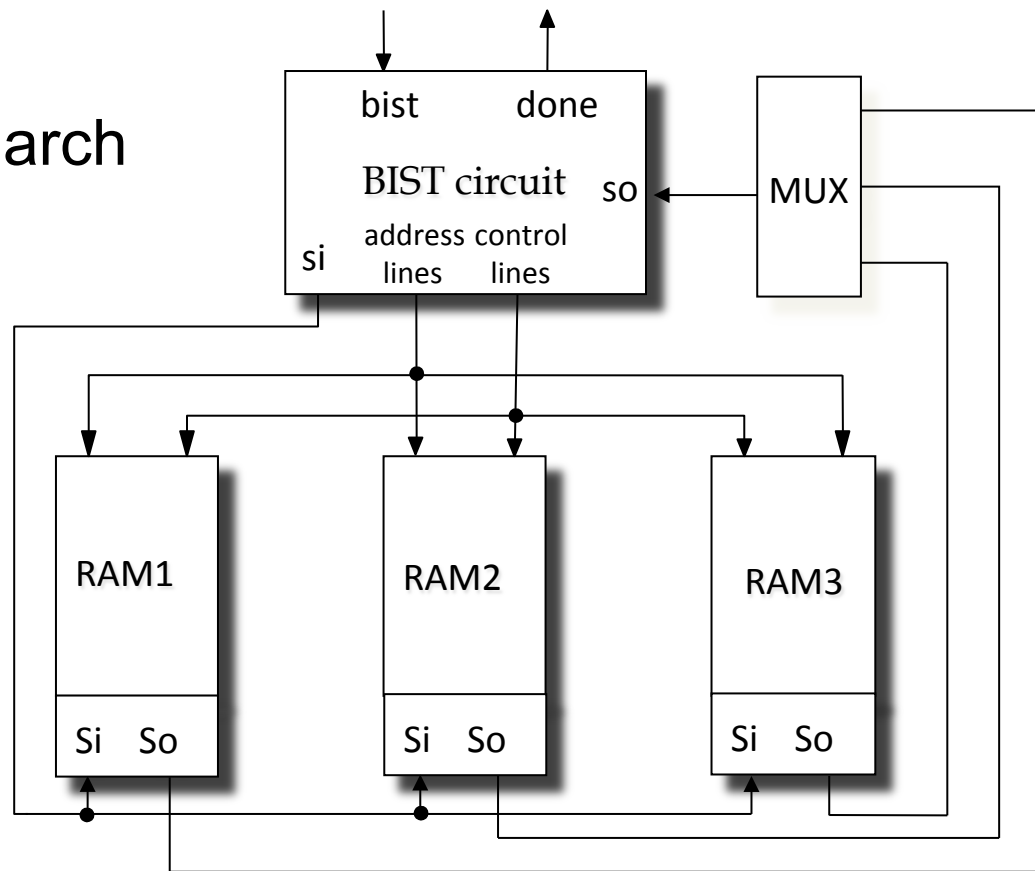 arch
bist done
BIST circuit
so
MUX
address control
si
lines lines
RAM1
RAM2
RAM3
Si So
Si So
Si So